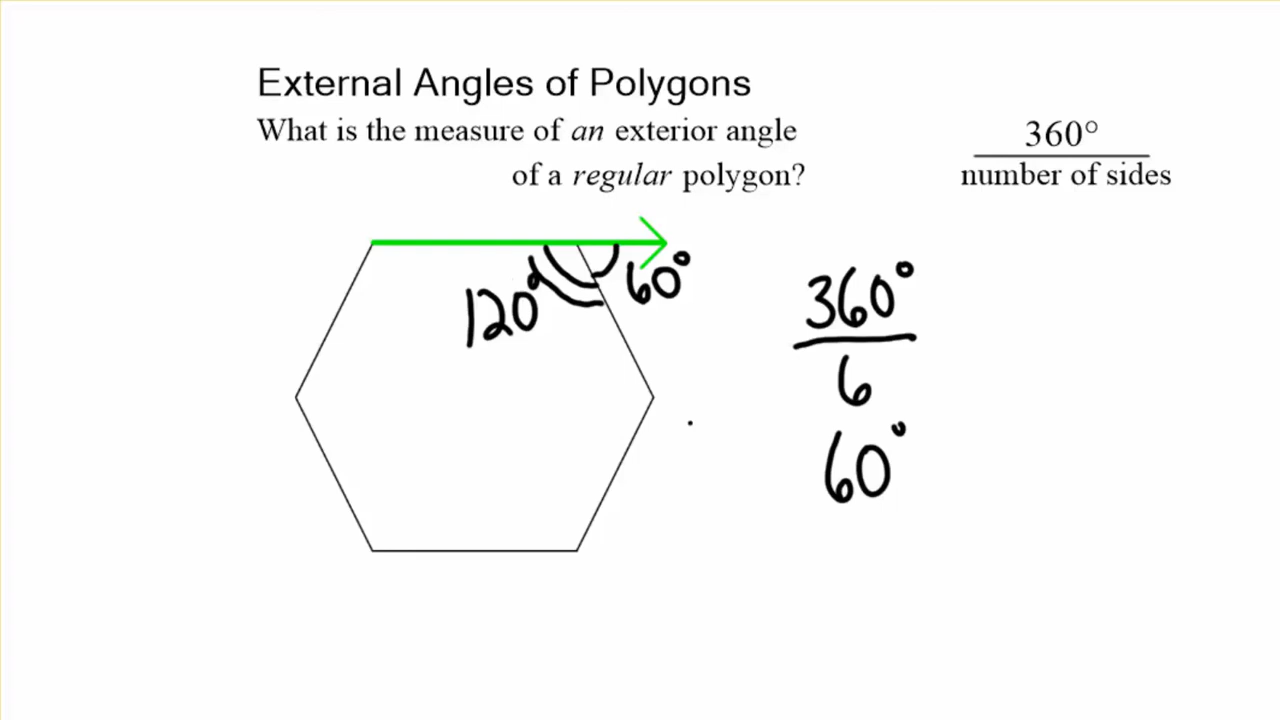 External Angles of Polygons
What is the measure of an exterior angle
of a regular polygon?
360°
number of sides
120°
60°
360°
6
60°